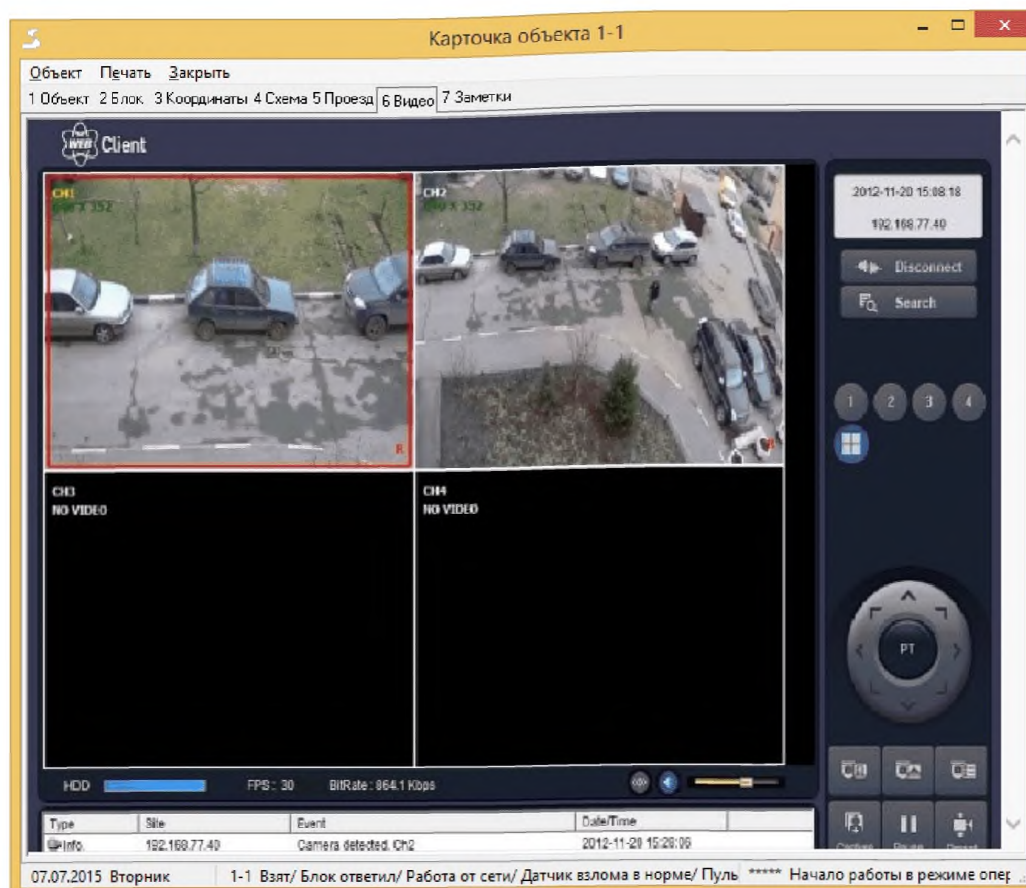 Карточка объекта 1-1
Объект Печать Закрыть
1 Объект 2 Блок 3 Координаты 4 Схема 5 Проезд 6 Видео 7 Заметки
WEB Client
CH1
CH2
X 352
2012-11-20 15:08:18
192.168.77.40
Disconnect
Search
1 2 3 4
R
R
CH3
NO VIDEO
CH4
NO VIDEO
PT
HDD FPS : 30 BitRate : 864.1 Kbps
Type Site Event Date/Time
Info. 192.168.77.40 Camera detected. Ch2 2012-11-20 15:28:06
07.07.2015 Вторник 1-1 Взят/ Блок ответил/ Работа от сети/ Датчик взлома в норме/ Пуль ***** Начало работы в режиме опер